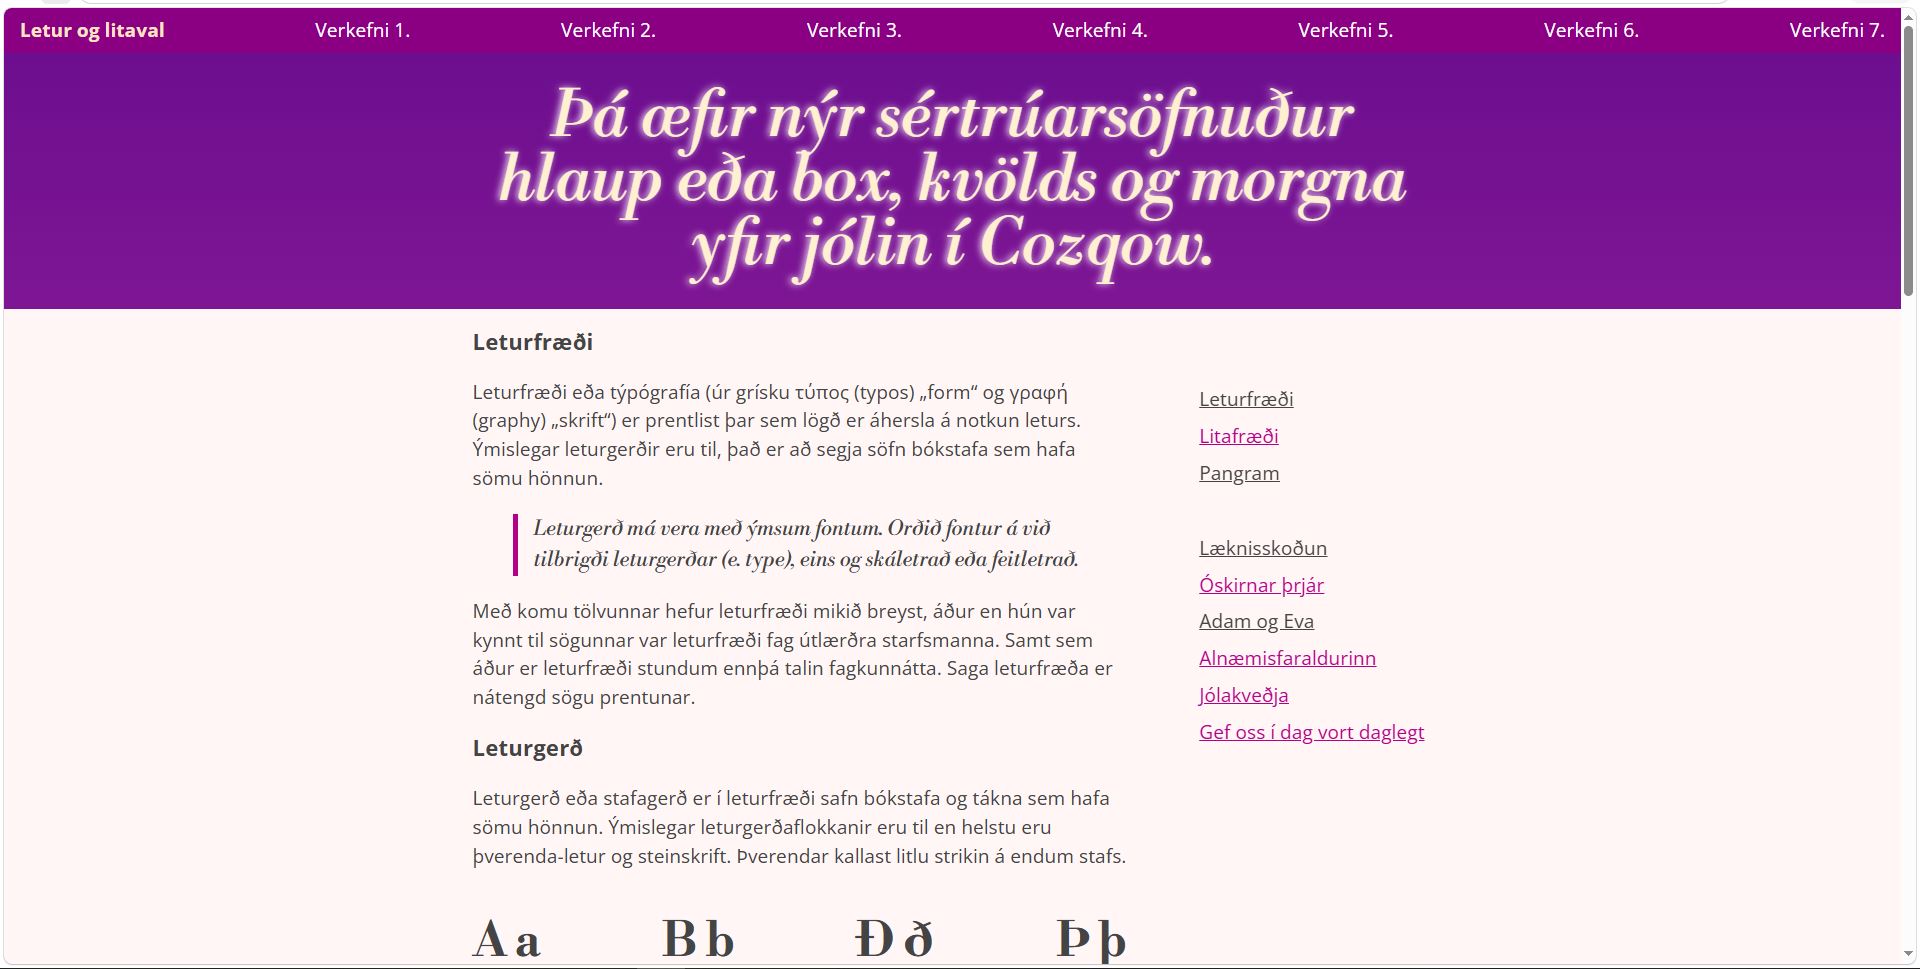 Letur og litaval
Verkefni 1.
Verkefni 2.
Verkefni 3.
Verkefni 4.
Verkefni 5.
Verkefni 6.
Verkefni 7.
Þá æfir nýr sértrúarsöfnuður
hlaup eða box, kvölds og morgna
yfir jólin í Cozqow.
Leturfræði
Leturfræði eða týpógrafía (úr grísku τύπος (typos) „form“ og γραφή
(graphy) „skrift“) er prentlist þar sem lögð er áhersla á notkun leturs.
Ýmislegar leturgerðir eru til, það er að segja söfn bókstafa sem hafa
sömu hönnun.
Leturgerð má vera með ýmsum fontum. Orðið fontur á við
tilbrigði leturgerðar (e. type), eins og skáletrað eða feitletrað.
Með komu tölvunnar hefur leturfræði mikið breyst, áður en hún var
kynnt til sögunnar var leturfræði fag útlærðra starfsmanna. Samt sem
áður er leturfræði stundum ennþá talin fagkunnátta. Saga leturfræða er
nátengd sögu prentunar.
Leturgerð
Leturgerð eða stafagerð er í leturfræði safn bókstafa og tákna sem hafa
sömu hönnun. Ýmislegar leturgerðaflokkanir eru til en helstu eru
þverenda-letur og steinskrift. Þverendar kallast litlu strikin á endum stafs.
A a
B b
Ð ð
Þ þ
Leturfræði
Litafræði
Pangram
Læknisskoðun
Óskirnar þrjár
Adam og Eva
Alnæmisfaraldurinn
Jólakveðja
Gef oss í dag vort daglegt